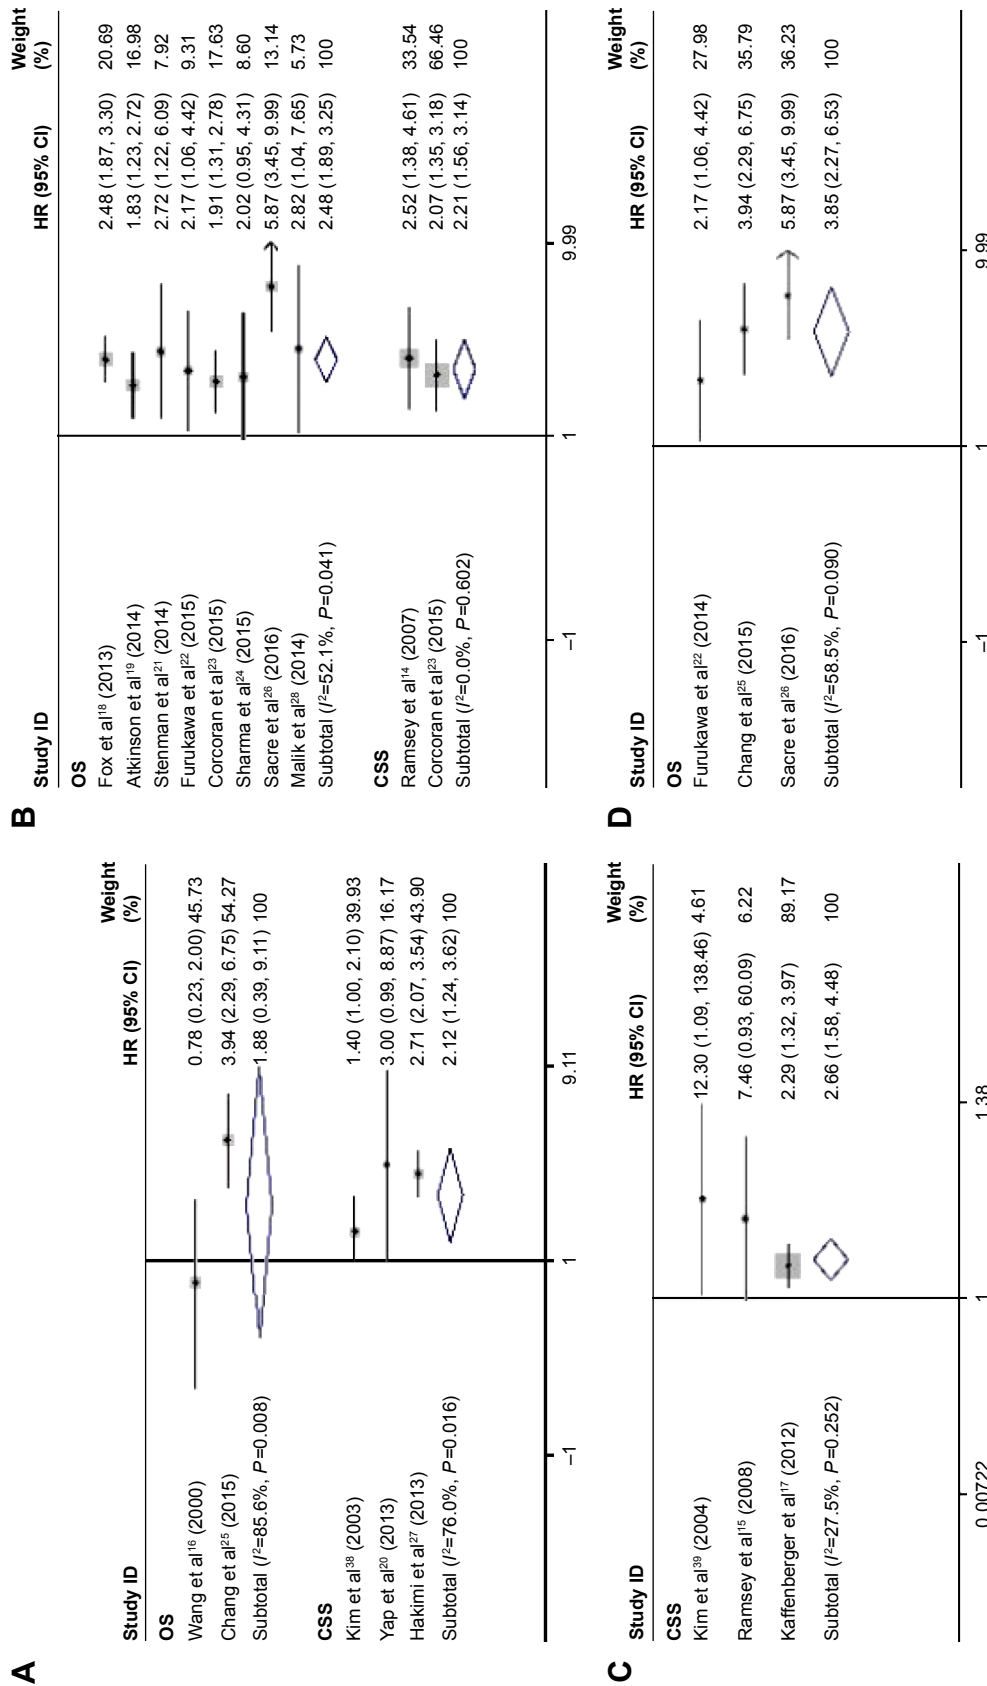 A
Study ID HR (95% CI) Weight (%)
OS
Wang et al16 (2000) 0.78 (0.23, 2.00) 45.73
Chang et al25 (2015) 3.94 (2.29, 6.75) 54.27
Subtotal (I2=85.6%, P=0.008) 1.88 (0.39, 9.11) 100
CSS
Kim et al38 (2003) 1.40 (1.00, 2.10) 39.93
Yap et al20 (2013) 3.00 (0.99, 8.87) 16.17
Hakimi et al27 (2013) 2.71 (2.07, 3.54) 43.90
Subtotal (I2=76.0%, P=0.016) 2.12 (1.24, 3.62) 100
–1 1 9.11
B
Study ID HR (95% CI) Weight (%)
OS
Fox et al18 (2013) 2.48 (1.87, 3.30) 20.69
Atkinson et al19 (2014) 1.83 (1.23, 2.72) 16.98
Stenman et al21 (2014) 2.72 (1.22, 6.09) 7.92
Furukawa et al22 (2015) 2.17 (1.06, 4.42) 9.31
Corcoran et al23 (2015) 1.91 (1.31, 2.78) 17.63
Sharma et al24 (2015) 2.02 (0.95, 4.31) 8.60
Sacre et al26 (2016) 5.87 (3.45, 9.99) 13.14
Malik et al28 (2014) 2.82 (1.04, 7.65) 5.73
Subtotal (I2=52.1%, P=0.041) 2.48 (1.89, 3.25) 100
CSS
Ramsey et al14 (2007) 2.52 (1.38, 4.61) 33.54
Corcoran et al23 (2015) 2.07 (1.35, 3.18) 66.46
Subtotal (I2=0.0%, P=0.602) 2.21 (1.56, 3.14) 100
–1 1 9.99
C
Study ID HR (95% CI) Weight (%)
CSS
Kim et al39 (2004) 12.30 (1.09, 138.46) 4.61
Ramsey et al15 (2008) 7.46 (0.93, 60.09) 6.22
Kaffenberger et al17 (2012) 2.29 (1.32, 3.97) 89.17
Subtotal (I2=27.5%, P=0.252) 2.66 (1.58, 4.48) 100
0.00722 1 1.38
D
Study ID HR (95% CI) Weight (%)
OS
Furukawa et al22 (2014) 2.17 (1.06, 4.42) 27.98
Chang et al25 (2015) 3.94 (2.29, 6.75) 35.79
Sacre et al26 (2016) 5.87 (3.45, 9.99) 36.23
Subtotal (I2=58.5%, P=0.090) 3.85 (2.27, 6.53) 100
–1 1 9.99